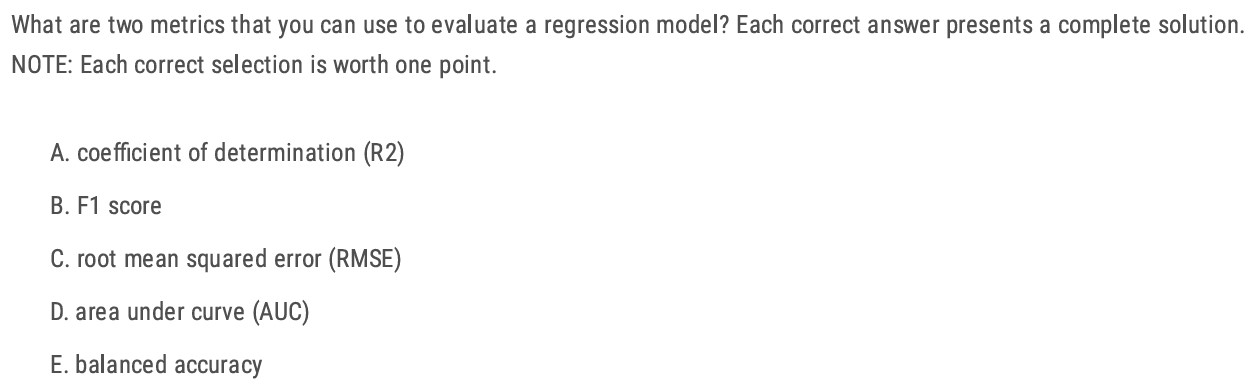 What are two metrics that you can use to evaluate a regression model? Each correct answer presents a complete solution.
NOTE: Each correct selection is worth one point.
A. coefficient of determination (R2)
B. F1 score
C. root mean squared error (RMSE)
D. area under curve (AUC)
E. balanced accuracy